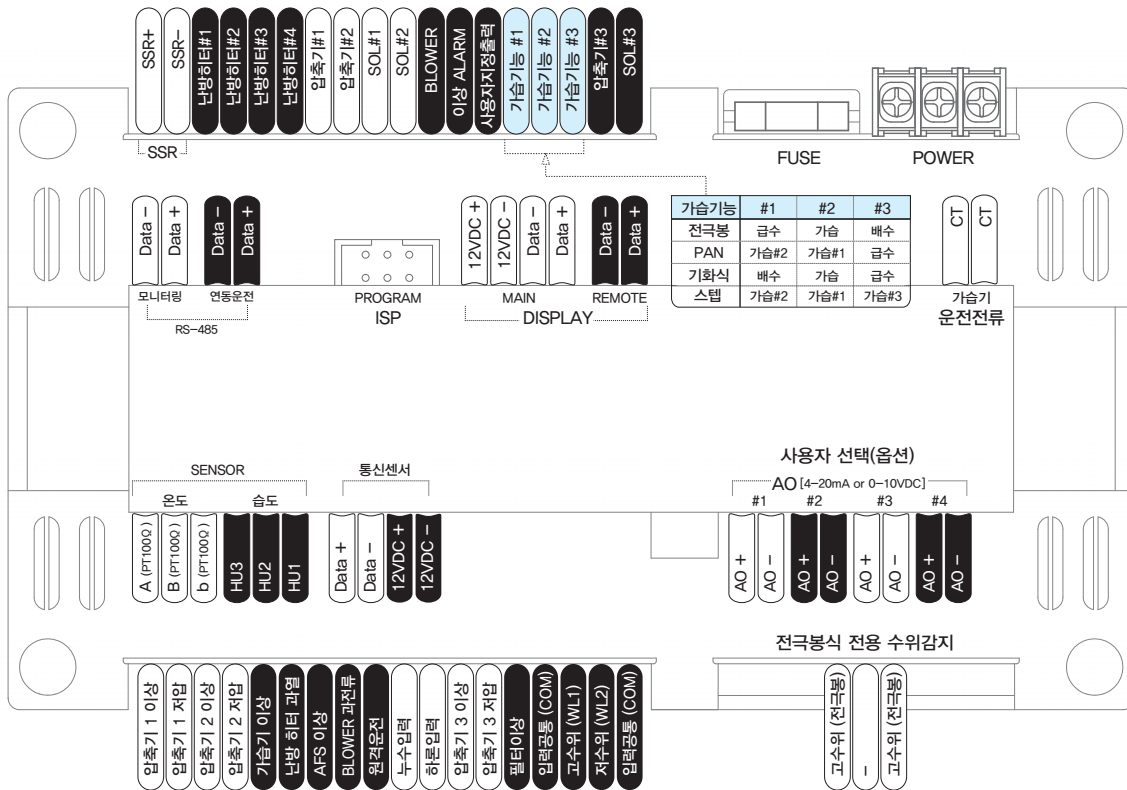 SSR+
SSR-
난방히터#1
난방히터#2
난방히터#3
난방히터#4
압축기#1
압축기#2
SOL#1
SOL#2
BLOWER
이상 ALARM
사용자지정출력
가습기능 #1
가습기능 #2
가습기능 #3
압축기#3
SOL#3
SSR
FUSE
POWER
Data -
Data +
Data -
Data +
12VDC +
12VDC -
Data -
Data +
Data -
Data +
가습기능 #1 #2 #3
전극봉 급수 가습 배수
PAN 가습#2 가습#1 급수
기화식 배수 가습 급수
스텝 가습#2 가습#1 가습#3
CT
CT
모니터링 연동운전
RS-485
PROGRAM
ISP
MAIN REMOTE
DISPLAY
가습기
운전전류
SENSOR
온도 습도
통신센서
사용자 선택(옵션)
AO [4-20mA or 0-10VDC]
#1 #2 #3 #4
A (PT100Ω)
B (PT100Ω)
b (PT100Ω)
HU3
HU2
HU1
Data +
Data -
12VDC +
12VDC -
AO +
AO -
AO +
AO -
AO +
AO -
AO +
AO -
전극봉식 전용 수위감지
압축기 1 이상
압축기 1 저압
압축기 2 이상
압축기 2 저압
가습기 이상
난방 히터 과열
AFS 이상
BLOWER 과전류
원격운전
누수입력
하론입력
압축기 3 이상
압축기 3 저압
필터이상
입력공통 (COM)
고수위 (WL1)
저수위 (WL2)
입력공통 (COM)
고수위 (전극봉)
-
고수위 (전극봉)